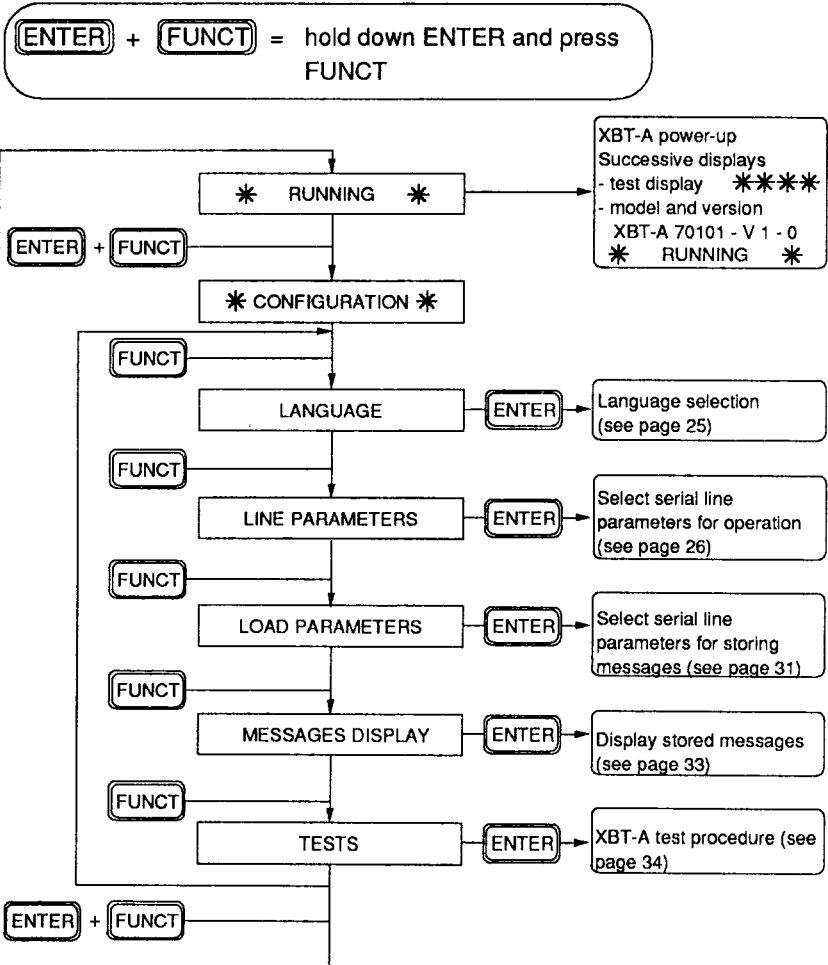 ENTER + FUNCT = hold down ENTER and press
FUNCT
XBT-A power-up
Successive displays
- test display ∗∗∗∗
- model and version
XBT-A 70101 - V 1 - 0
∗ RUNNING ∗
∗ RUNNING ∗
ENTER + FUNCT
∗ CONFIGURATION ∗
FUNCT
LANGUAGE
ENTER
Language selection
(see page 25)
FUNCT
LINE PARAMETERS
ENTER
Select serial line
parameters for operation
(see page 26)
FUNCT
LOAD PARAMETERS
ENTER
Select serial line
parameters for storing
messages (see page 31)
FUNCT
MESSAGES DISPLAY
ENTER
Display stored messages
(see page 33)
FUNCT
TESTS
ENTER
XBT-A test procedure (see
page 34)
ENTER + FUNCT